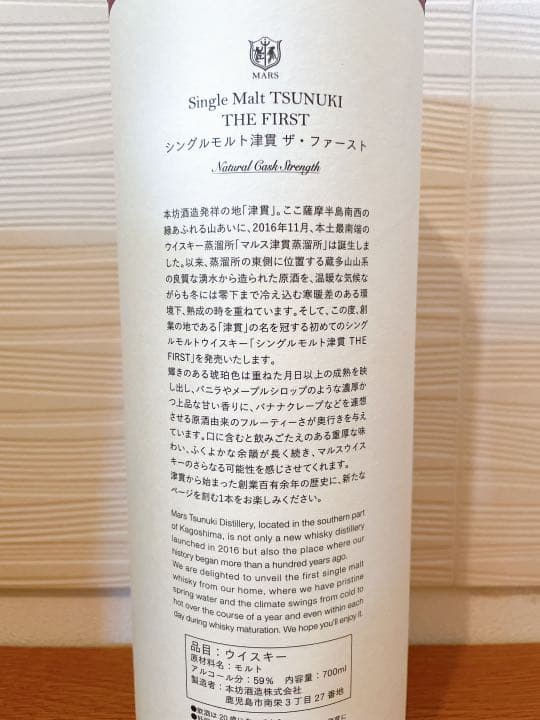 MARS
Single Malt TSUNUKI
THE FIRST
シングルモルト津貫 ザ・ファースト
Natural Cask Strength
本坊酒造発祥の地「津貫」。ここ薩摩半島南西の
緑あふれる山あいに、2016年11月、本土最南端の
ウイスキー蒸溜所「マルス津貫蒸溜所」は誕生しま
した。以来、蒸溜所の東側に位置する蔵多山山系
の良質な湧水から造られた原酒を、温暖な気候な
がらも冬には零下まで冷え込む寒暖差のある環
境下、熟成の時を重ねています。そして、この度、創
業の地である「津貫」の名を冠する初めてのシング
ルモルトウイスキー「シングルモルト津貫 THE
FIRST」を発売いたします。
輝きのある琥珀色は重ねた月日以上の成熟を映
し出し、バニラやメープルシロップのような濃厚か
つ上品な甘い香りに、バナナクレープなどを連想
させる原酒由来のフルーティーさが奥行きを与え
ています。口に含むと飲みごたえのある重厚な味
わい、ふくよかな余韻が長く続き、マルスウイス
キーのさらなる可能性を感じさせてくれます。
津貫から始まった創業百有余年の歴史に、新たな
ページを刻む1本をお楽しみください。
Mars Tsunuki Distillery, located in the southern part
of Kagoshima, is not only a new whisky distillery
launched in 2016 but also the place where our
history began more than a hundred years ago.
We are delighted to unveil the first single malt
whisky from our home, where we have pristine
spring water and the climate swings from cold to
hot over the course of a year and even within each
day during whisky maturation. We hope you'll enjoy it.
品目：ウイスキー
原材料名：モルト
アルコール分：59％ 内容量：700ml
製造者：本坊酒造株式会社
鹿児島市南栄3丁目27番地
●飲酒は20歳に